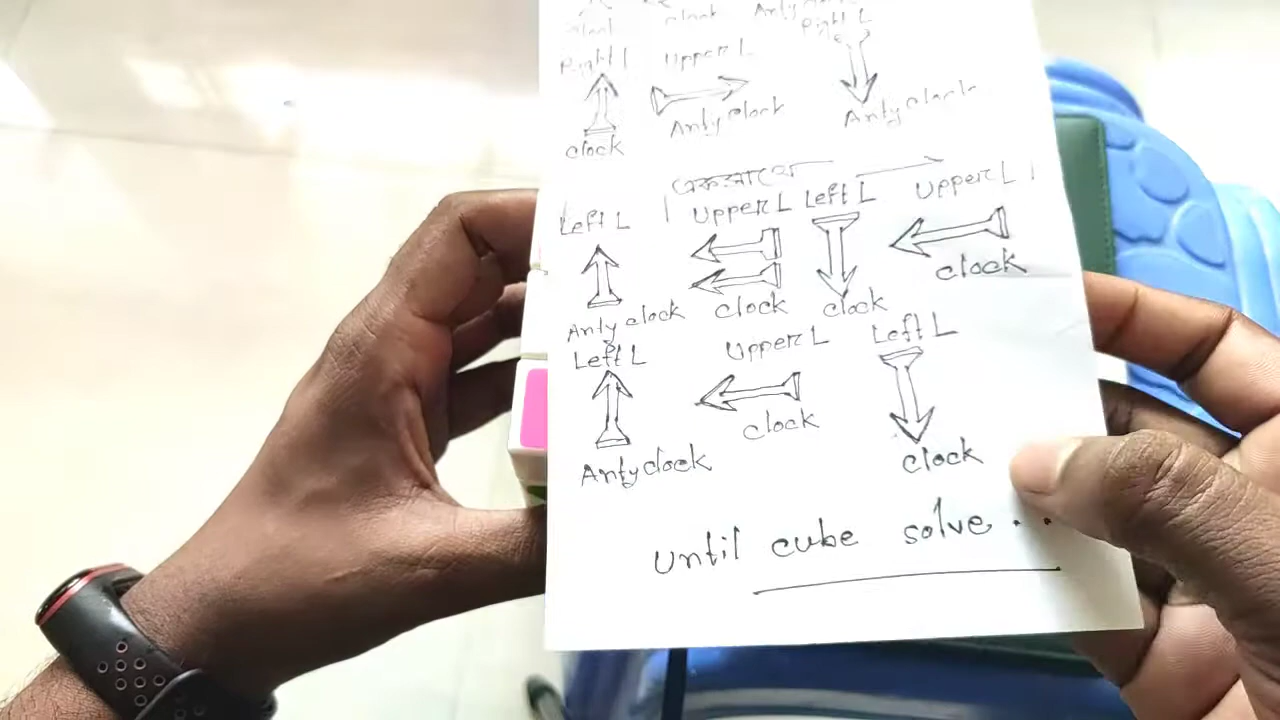 clock Anty
Right L
Right L Upper L
Anty clock Anty clock
clock
একসাথে
Left L Upper L Left L Upper L
Anty clock clock clock clock
Left L Upper L Left L
Anty clock clock clock
until cube solve ...